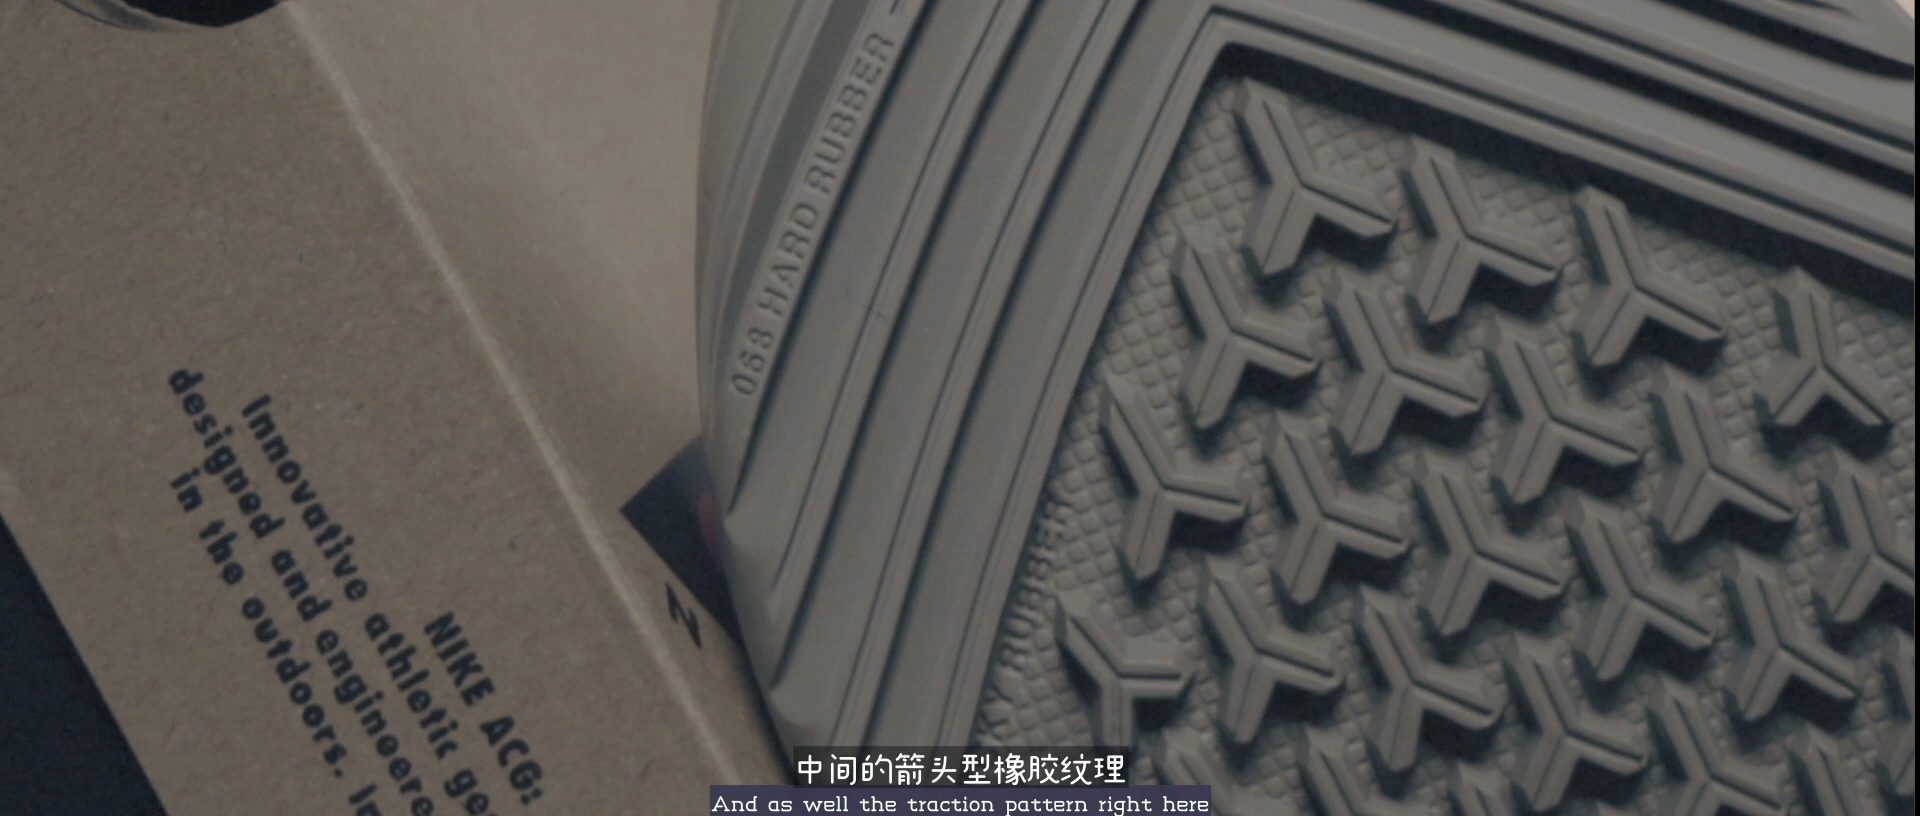 068 HARD RUBBER
RUBBER
NIKE ACG:
Innovative athletic ge
designed and engineere
in the outdoors. In
N
中间的箭头型橡胶纹理
And as well the traction pattern right here